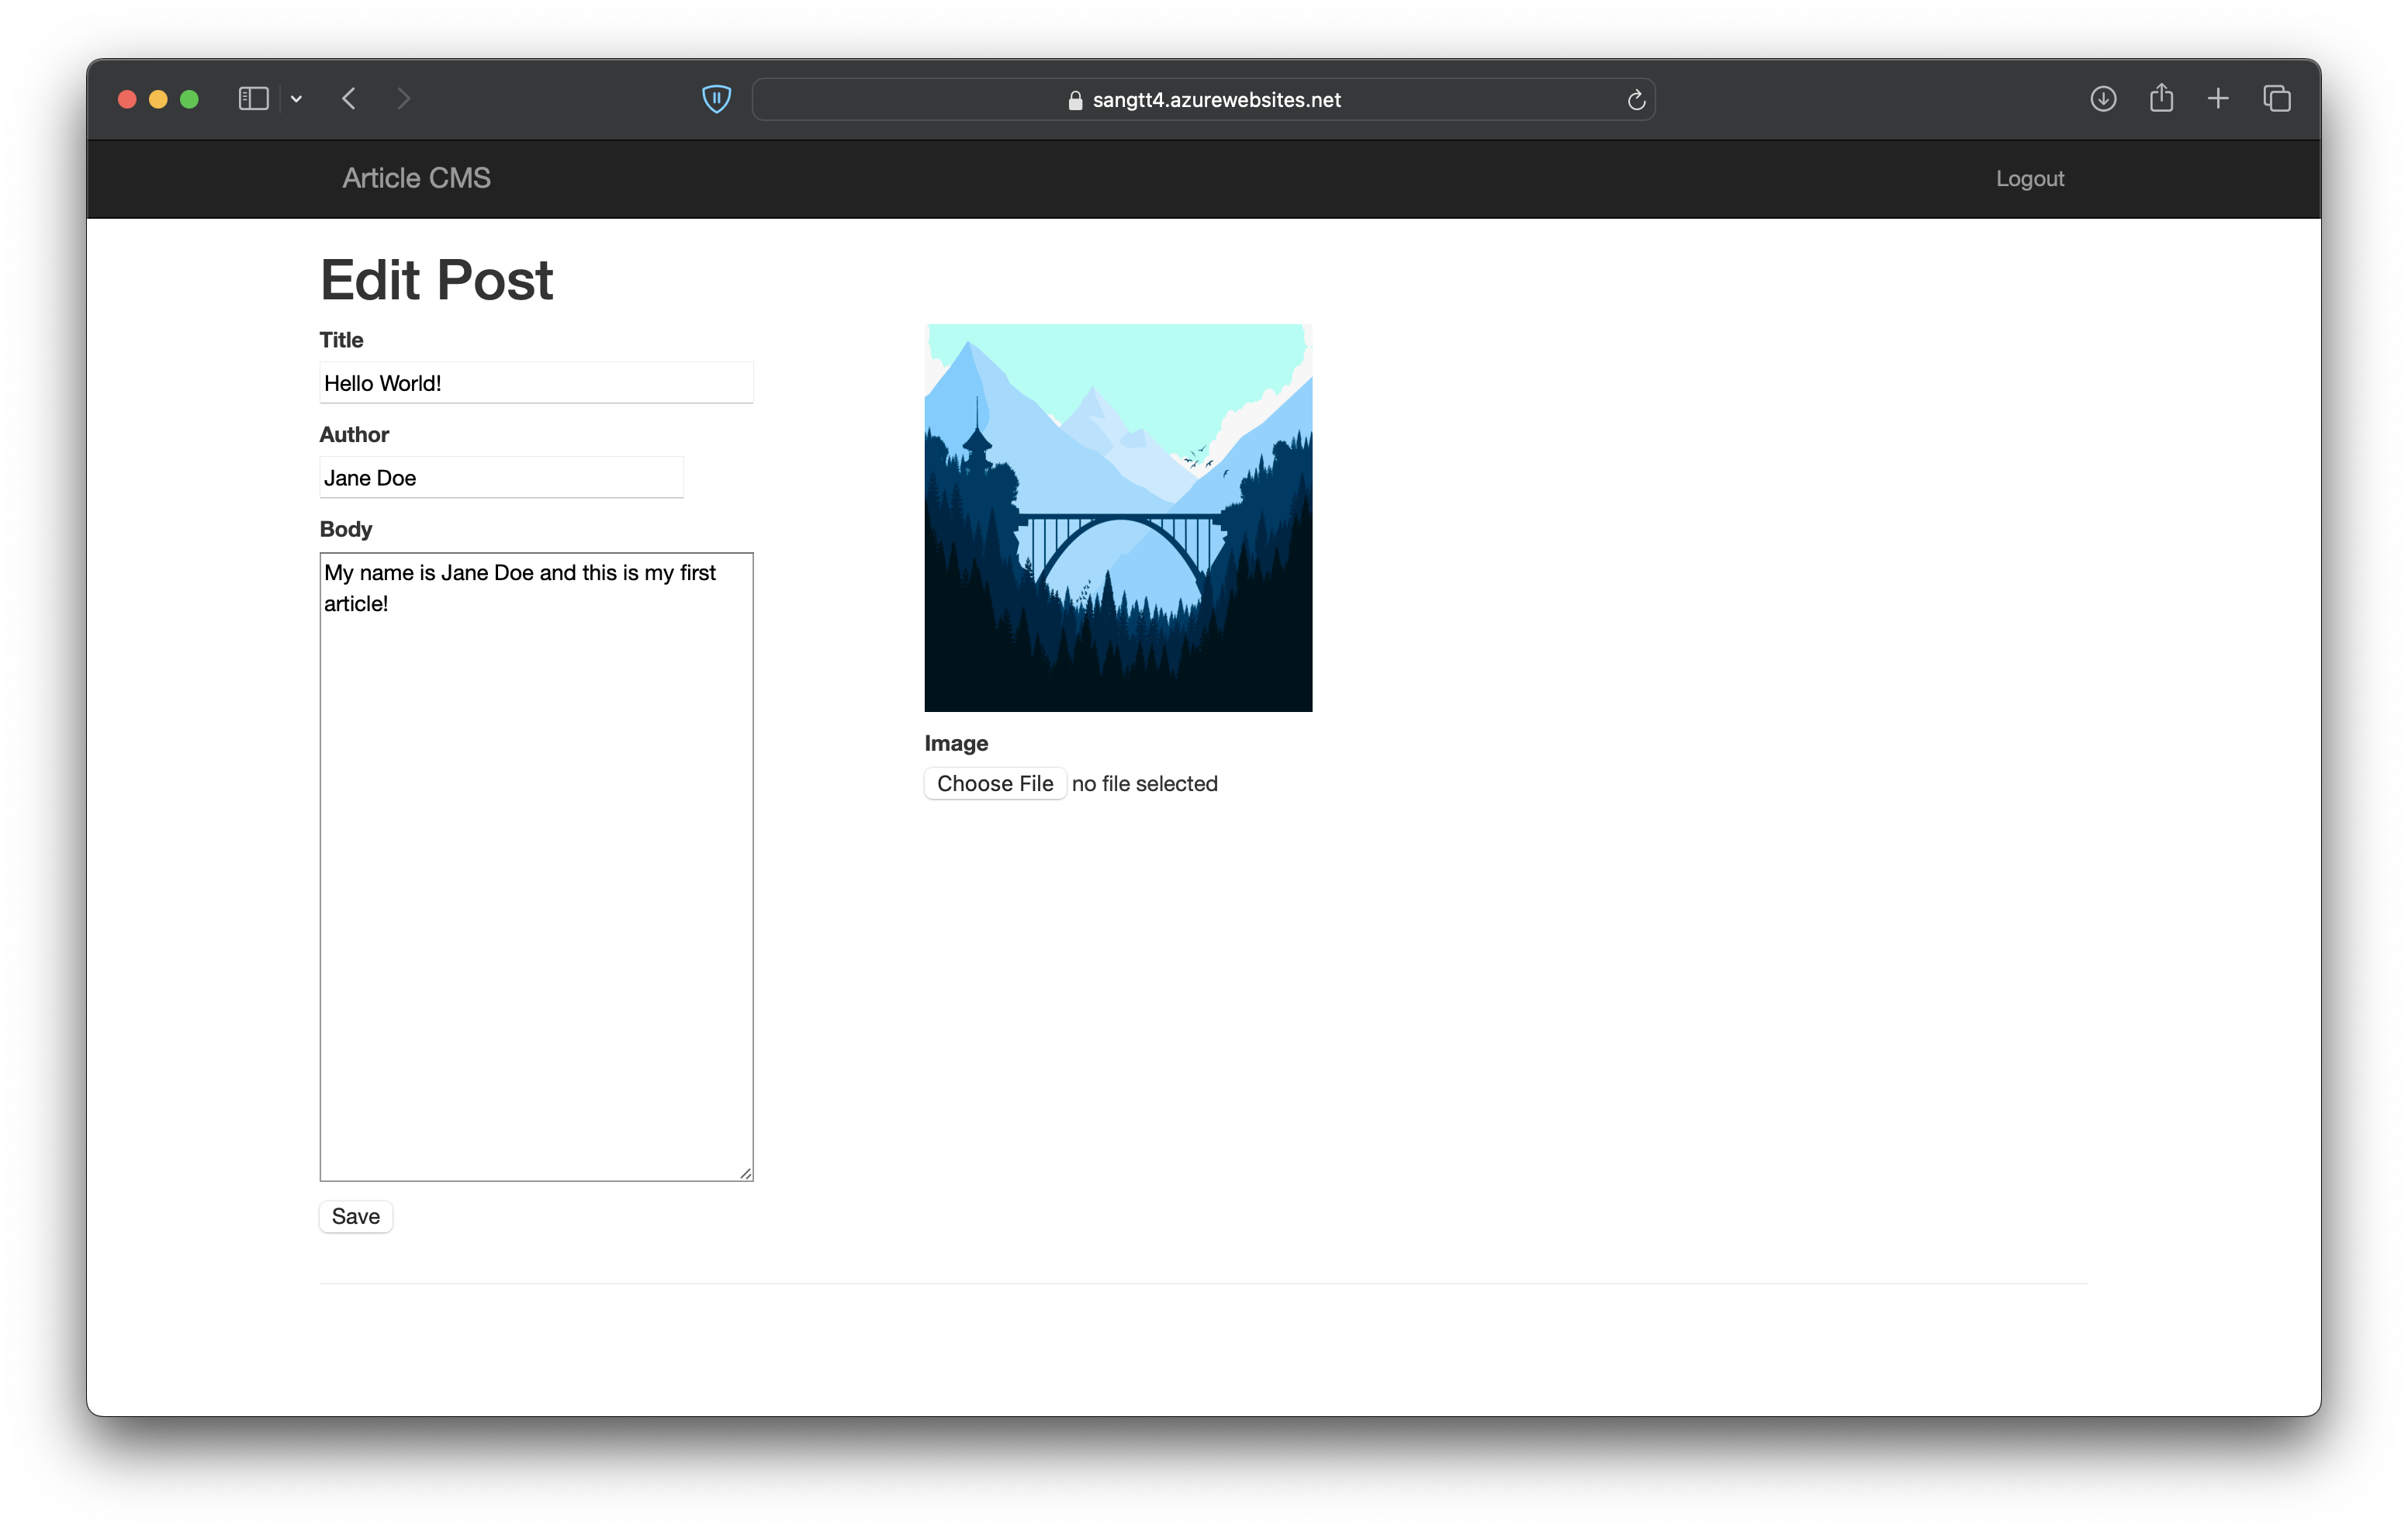 sangtt4.azurewebsites.net
Article CMS
Logout
Edit Post
Title
Hello World!
Author
Jane Doe
Body
My name is Jane Doe and this is my first
article!
Image
Choose File no file selected
Save